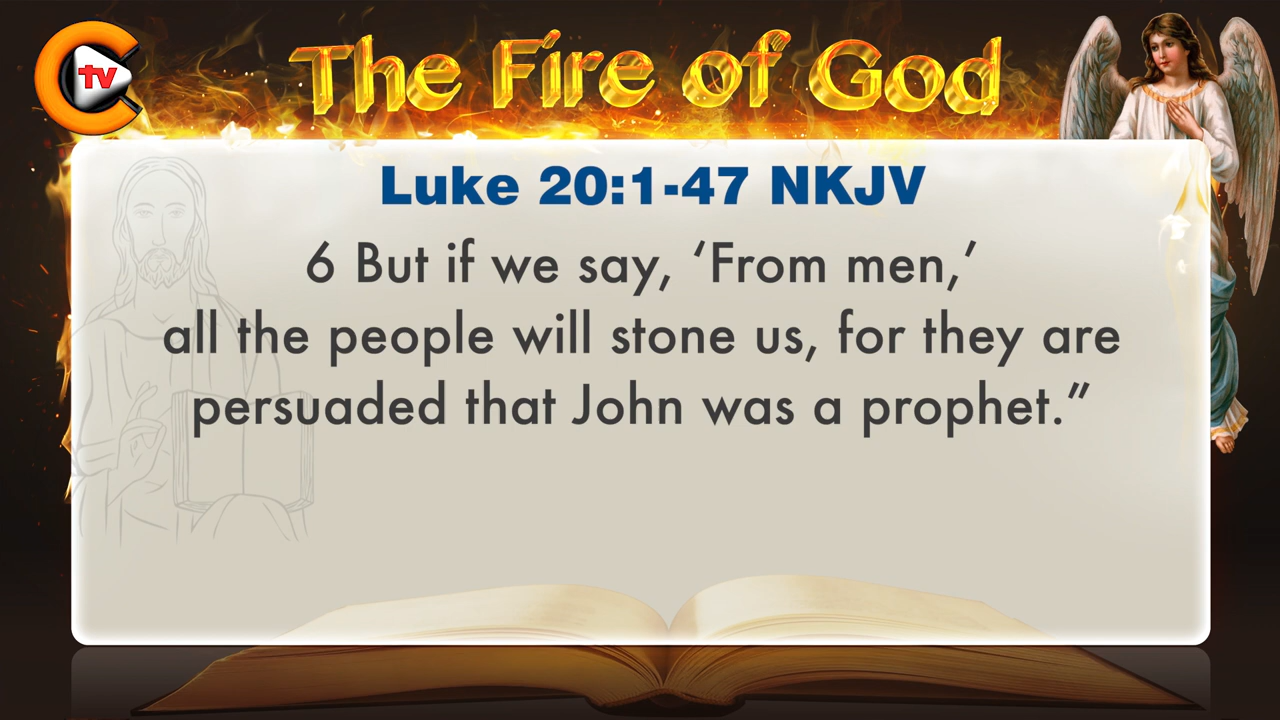 tv
The Fire of God
Luke 20:1-47 NKJV
6 But if we say, ‘From men,’
all the people will stone us, for they are
persuaded that John was a prophet.”